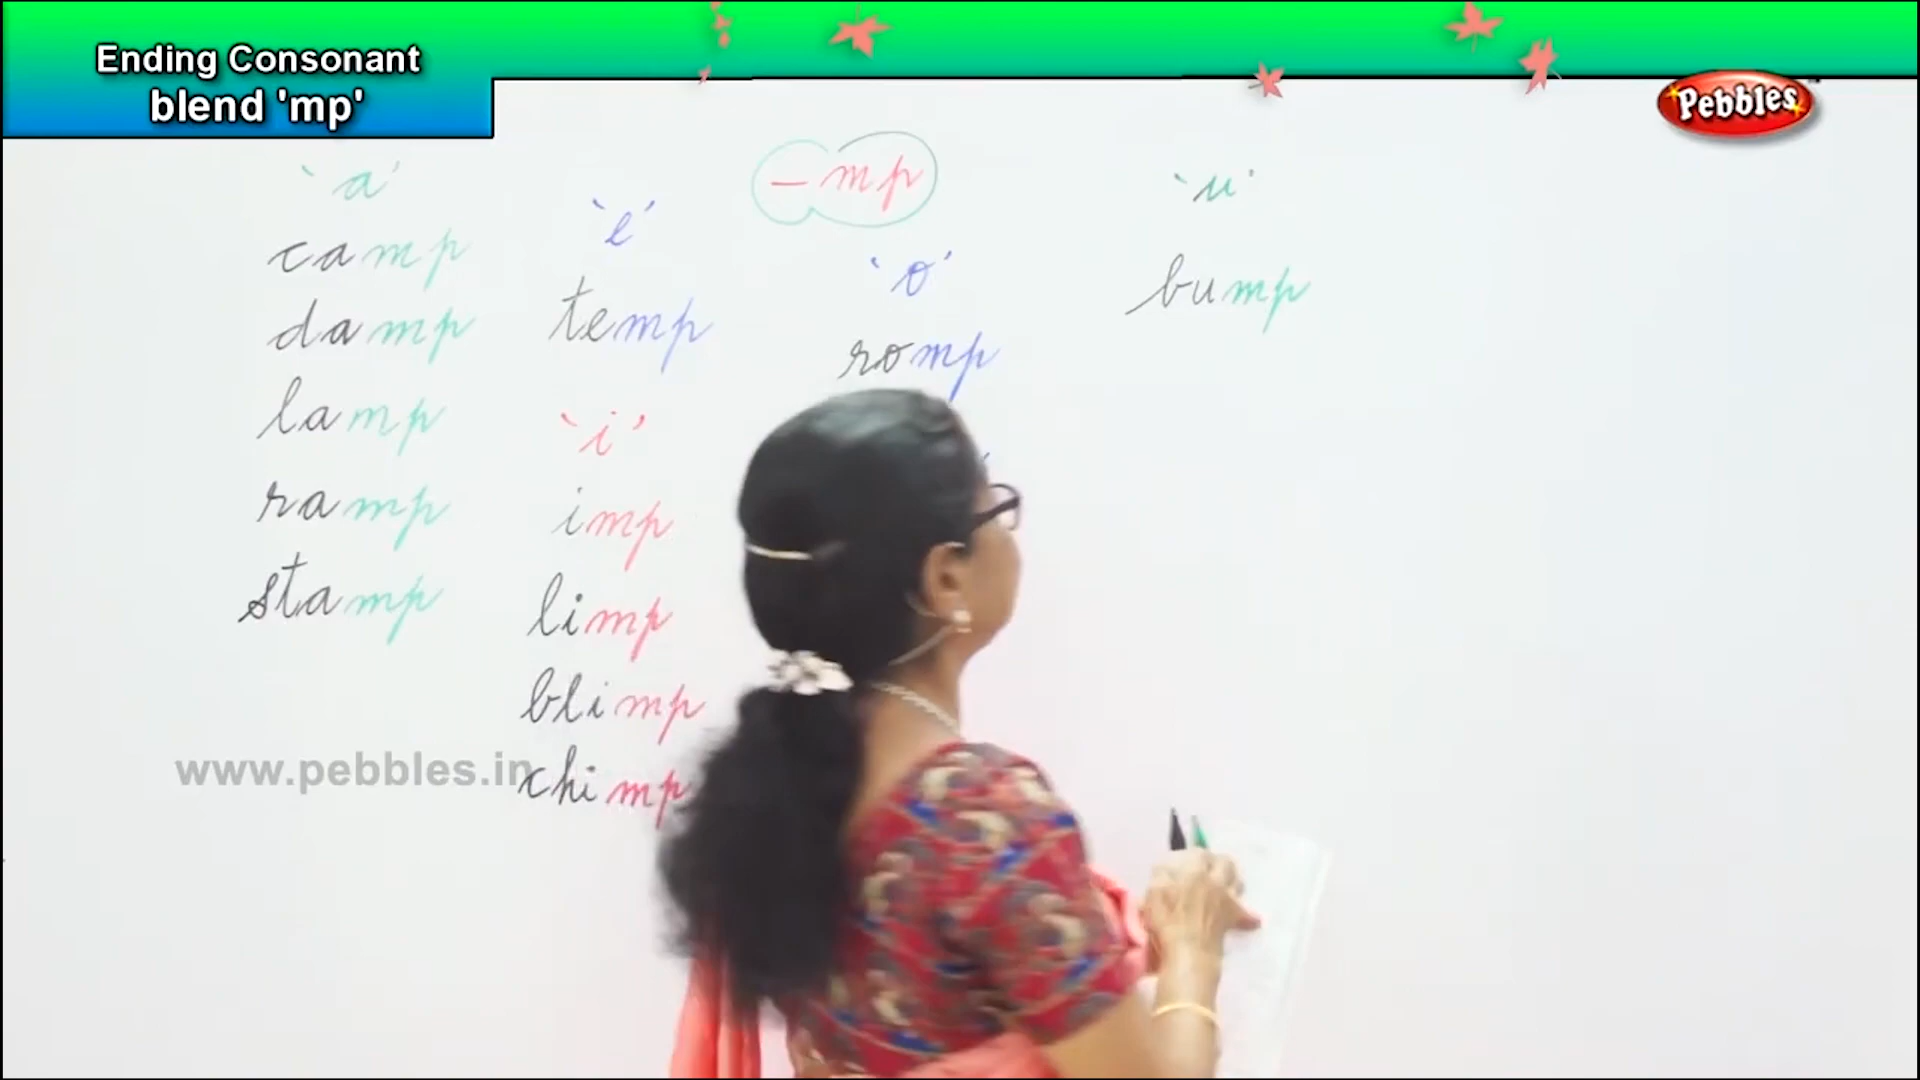 Ending Consonant
blend 'mp'
Pebbles
– mp
'a'
camp
damp
lamp
ramp
stamp
'e'
temp
'i'
imp
limp
blimp
chimp
'o'
romp
'u'
bump
www.pebbles.in